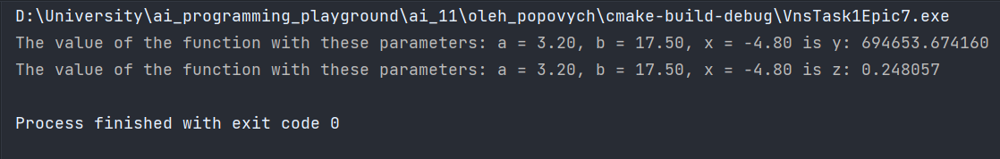 D:\University\ai_programming_playground\ai_11\oleh_popovych\cmake-build-debug\VnsTask1Epic7.exe
The value of the function with these parameters: a = 3.20, b = 17.50, x = -4.80 is y: 694653.674160
The value of the function with these parameters: a = 3.20, b = 17.50, x = -4.80 is z: 0.248057
Process finished with exit code 0